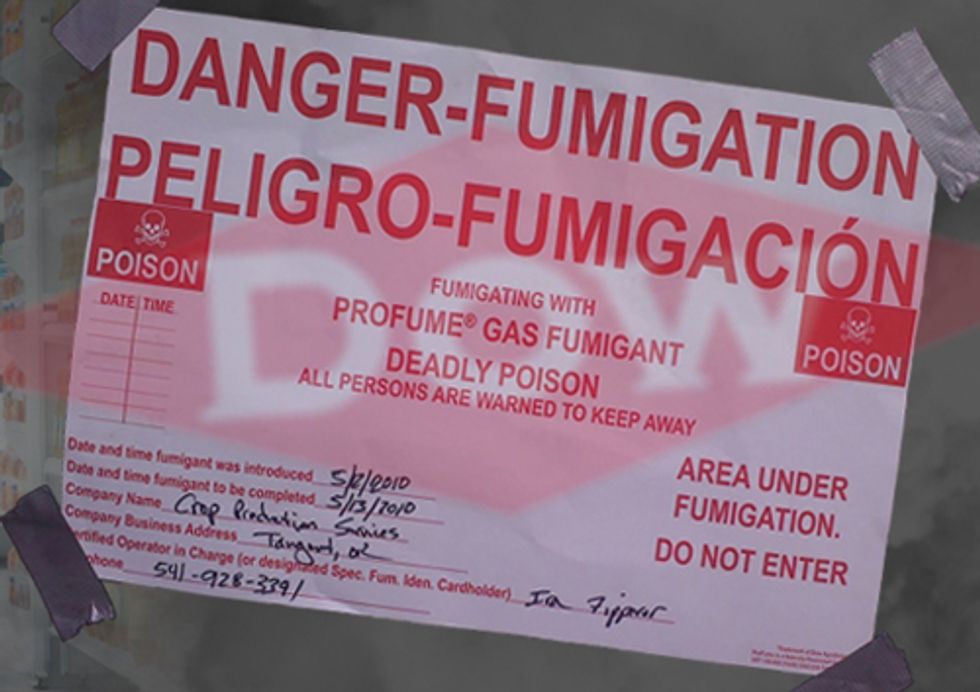 DANGER-FUMIGATION
PELIGRO-FUMIGACIÓN
POISON
DATE TIME
DOW
FUMIGATING WITH
PROFUME® GAS FUMIGANT
DEADLY POISON
ALL PERSONS ARE WARNED TO KEEP AWAY
POISON
AREA UNDER
FUMIGATION.
DO NOT ENTER
Date and time fumigant was introduced 5/2/2010
Date and time fumigant to be completed 5/13/2010
Company Name Crop Production Services
Company Business Address Tangent, OR
ertified Operator in Charge (or designated Spec. Fum. Iden. Cardholder) Ira
phone 541-928-3391